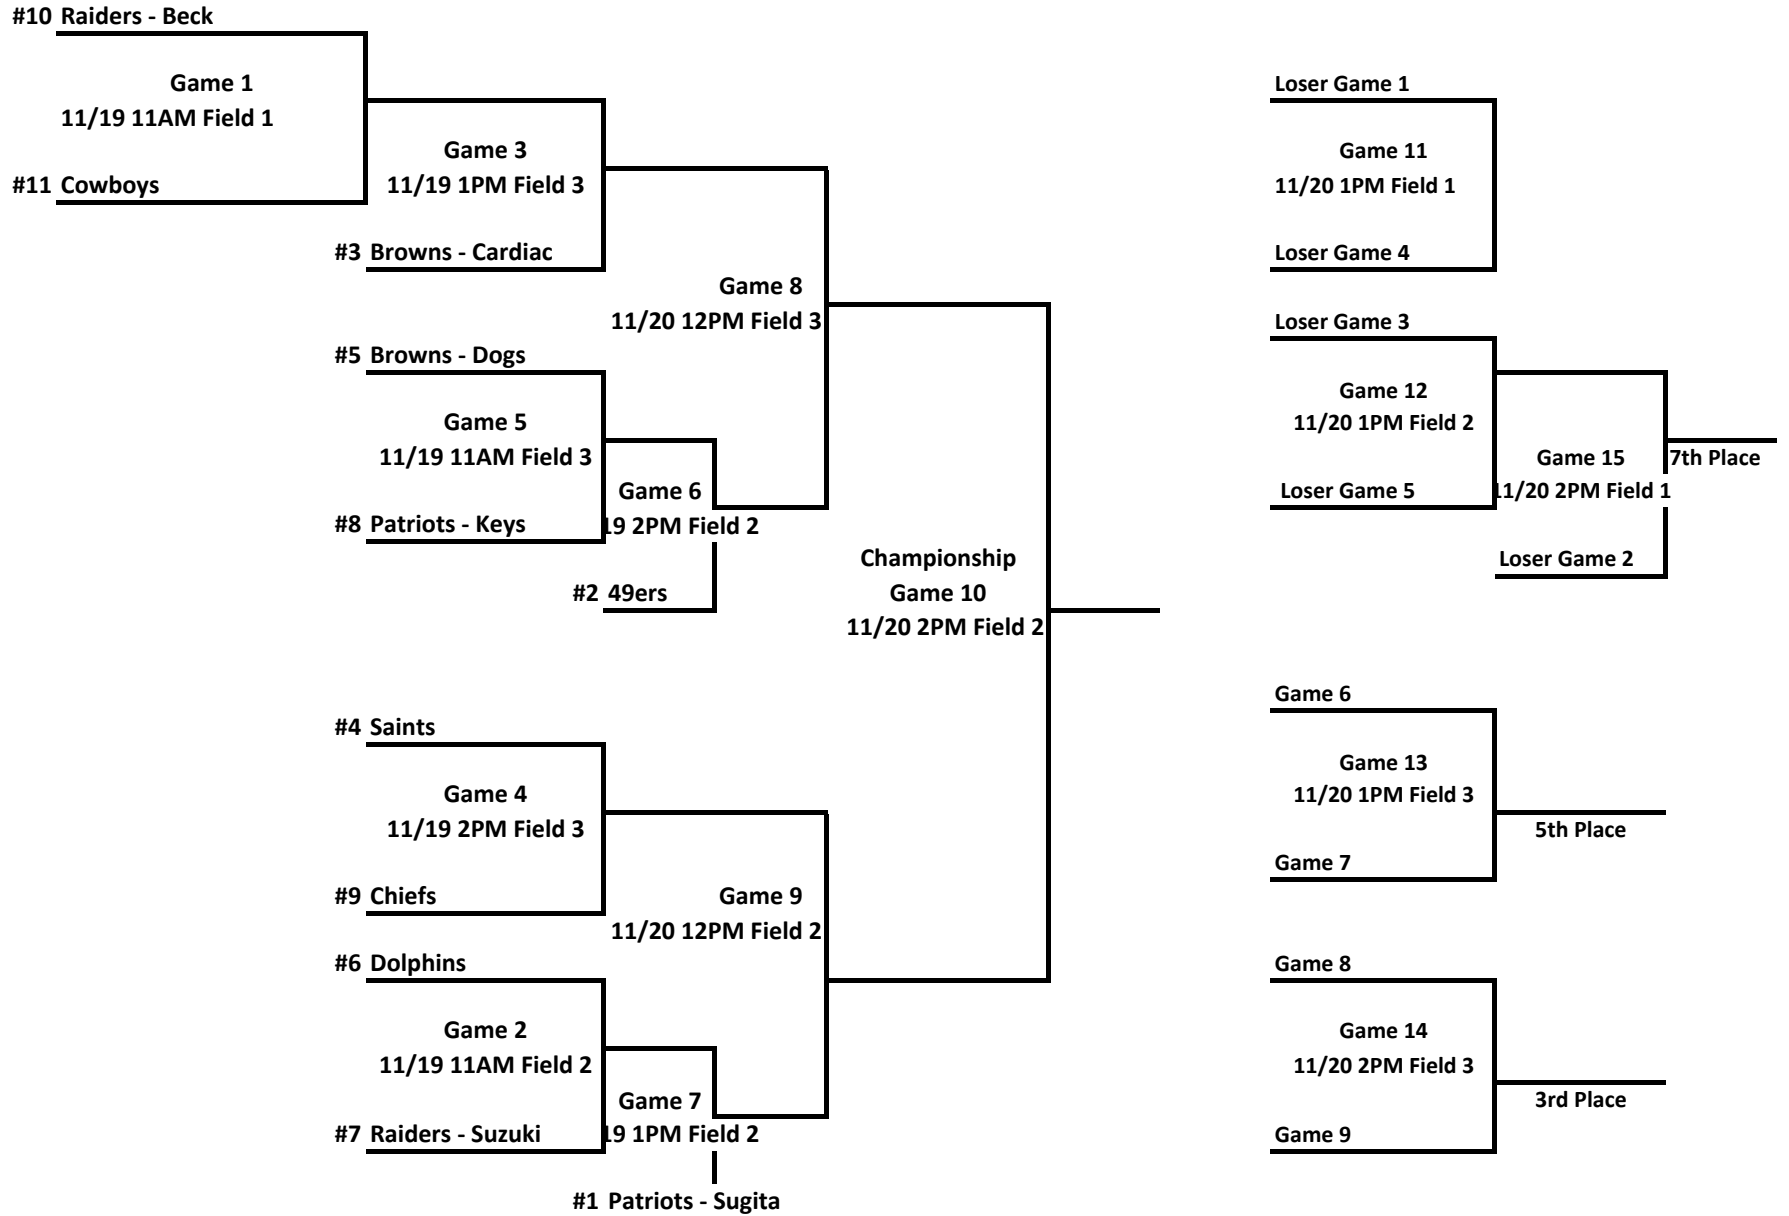 #10 Raiders - Beck
Game 1
11/19 11AM Field 1
#11 Cowboys
Game 3
11/19 1PM Field 3
#3 Browns - Cardiac
Game 8
11/20 12PM Field 3
#5 Browns - Dogs
Game 5
11/19 11AM Field 3
#8 Patriots - Keys
Game 6
19 2PM Field 2
#2 49ers
Championship
Game 10
11/20 2PM Field 2
#4 Saints
Game 4
11/19 2PM Field 3
#9 Chiefs
Game 9
11/20 12PM Field 2
#6 Dolphins
Game 2
11/19 11AM Field 2
#7 Raiders - Suzuki
Game 7
19 1PM Field 2
#1 Patriots - Sugita
Loser Game 1
Game 11
11/20 1PM Field 1
Loser Game 4
Loser Game 3
Game 12
11/20 1PM Field 2
Loser Game 5
Game 15
11/20 2PM Field 1
7th Place
Loser Game 2
Game 6
Game 13
11/20 1PM Field 3
Game 7
5th Place
Game 8
Game 14
11/20 2PM Field 3
Game 9
3rd Place